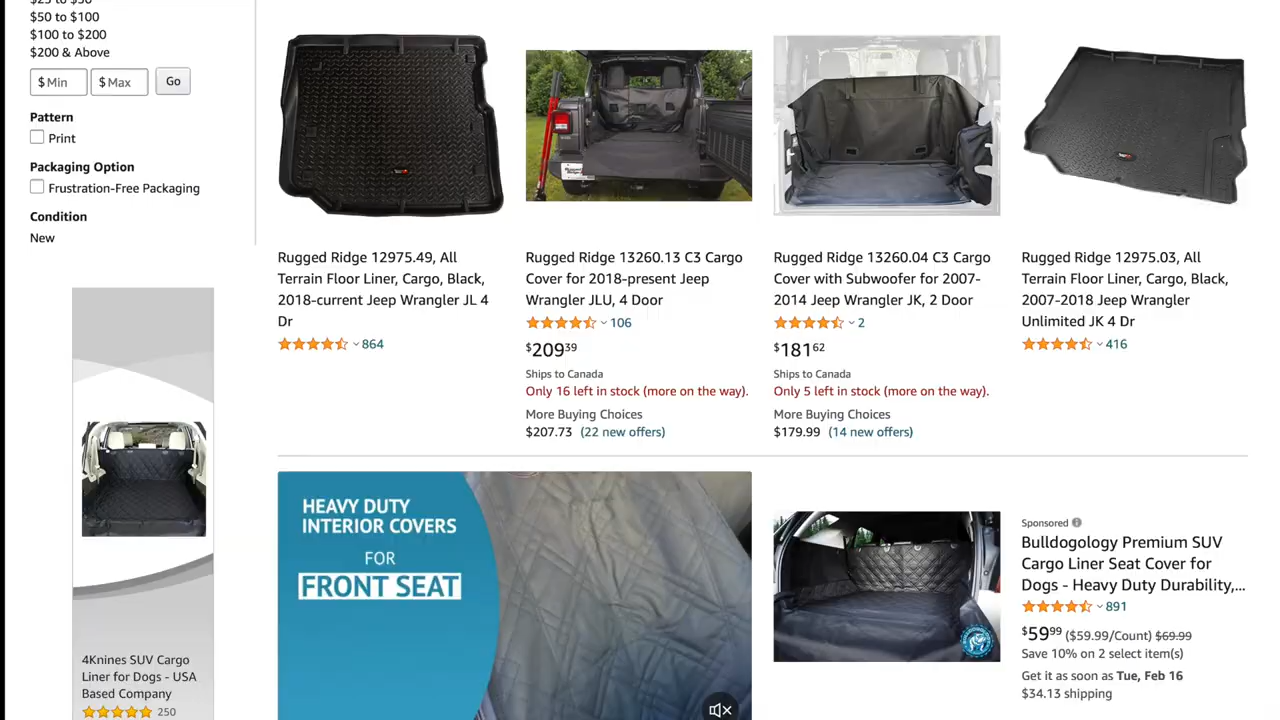 $50 to $100
$100 to $200
$200 & Above
$ Min
$ Max
Go
Pattern
Print
Packaging Option
Frustration-Free Packaging
Condition
New
4Knines SUV Cargo
Liner for Dogs - USA
Based Company
250
Rugged Ridge 12975.49, All
Terrain Floor Liner, Cargo, Black,
2018-current Jeep Wrangler JL 4
Dr
864
Rugged Ridge 13260.13 C3 Cargo
Cover for 2018-present Jeep
Wrangler JLU, 4 Door
106
$209.39
Ships to Canada
Only 16 left in stock (more on the way).
More Buying Choices
$207.73 (22 new offers)
Rugged Ridge 13260.04 C3 Cargo
Cover with Subwoofer for 2007-
2014 Jeep Wrangler JK, 2 Door
2
$181.62
Ships to Canada
Only 5 left in stock (more on the way).
More Buying Choices
$179.99 (14 new offers)
Rugged Ridge 12975.03, All
Terrain Floor Liner, Cargo, Black,
2007-2018 Jeep Wrangler
Unlimited JK 4 Dr
416
HEAVY DUTY
INTERIOR COVERS
FOR
FRONT SEAT
Sponsored
Bulldogology Premium SUV
Cargo Liner Seat Cover for
Dogs - Heavy Duty Durability,...
891
$59.99 ($59.99/Count) $69.99
Save 10% on 2 select item(s)
Get it as soon as Tue, Feb 16
$34.13 shipping